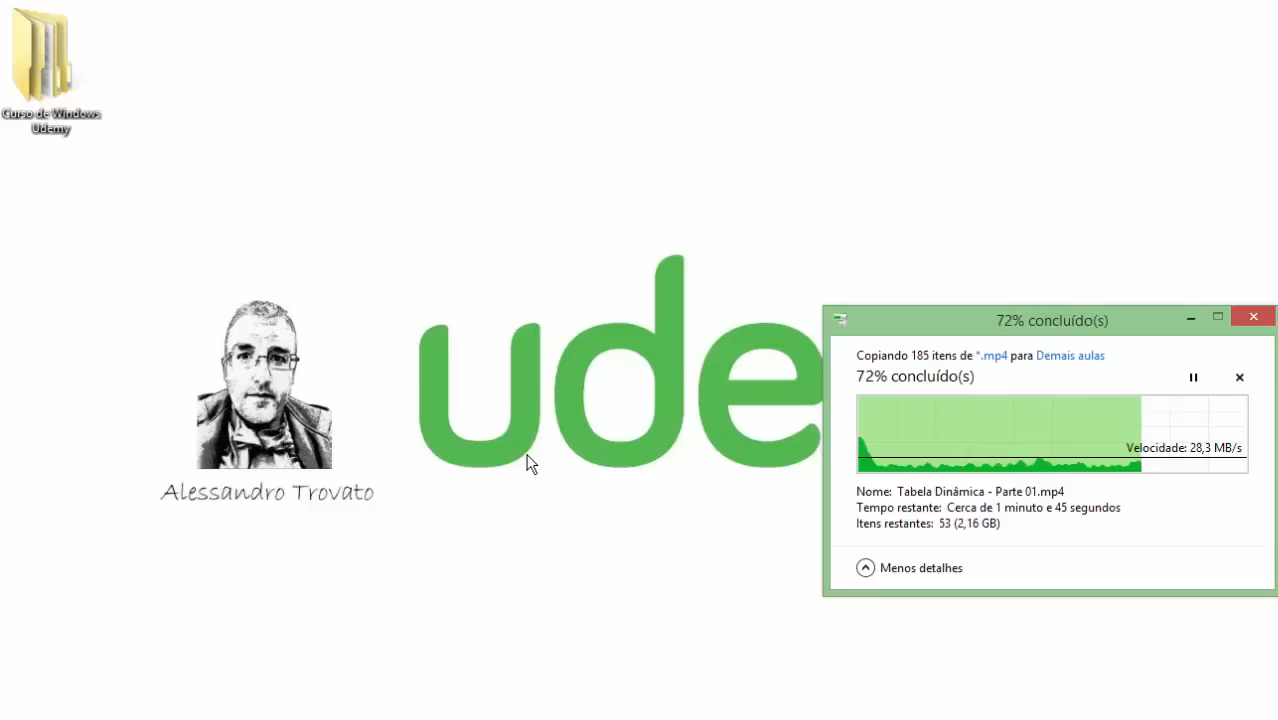 Curso de Windows
Udemy
ude
Alessandro Trovato
72% concluído(s)
Copiando 185 itens de *.mp4 para Demais aulas
72% concluído(s)
Velocidade: 28,3 MB/s
Nome: Tabela Dinâmica - Parte 01.mp4
Tempo restante: Cerca de 1 minuto e 45 segundos
Itens restantes: 53 (2,16 GB)
Menos detalhes